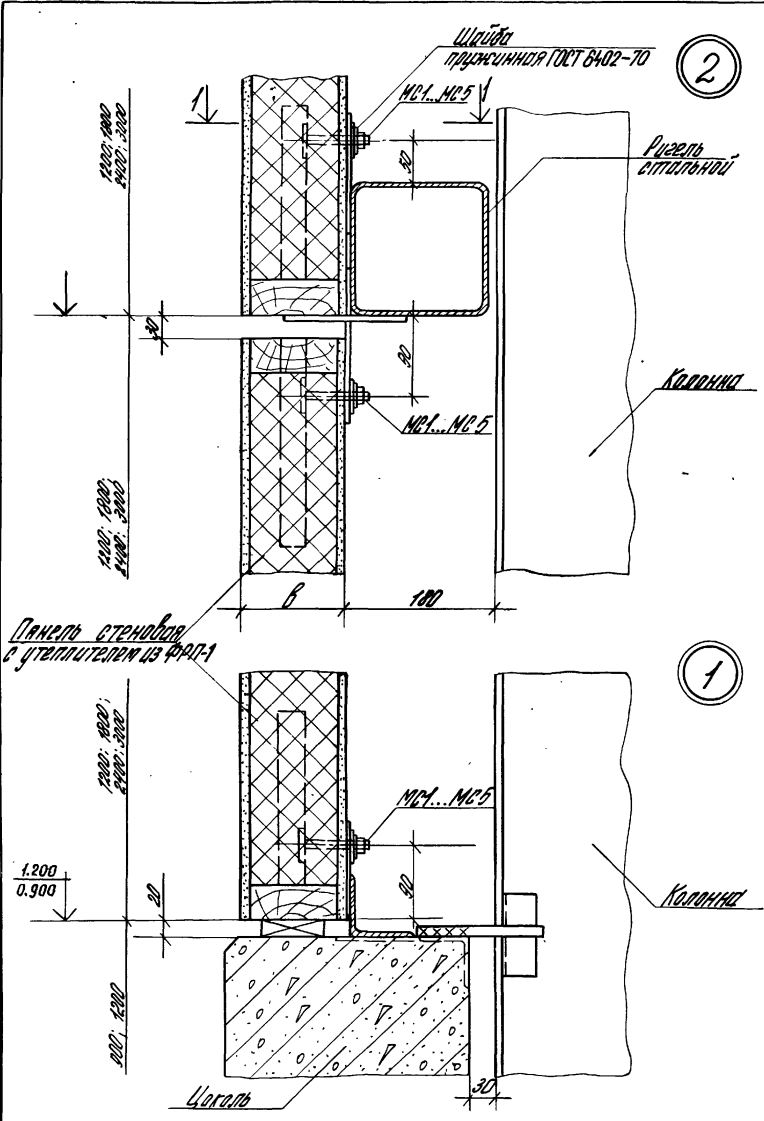 Шайба
пружинная ГОСТ 6402-70
2
МС1...МС5
1
1
1200; 1800
2400; 3000
50
Ригель
стальной
30
90
Колонна
МС1...МС5
1200; 1800;
2400; 3000
в
180
Панель стеновая
с утеплителем из ФРП-1
1
1200; 1800;
2400; 3000
МС1...МС5
1.200
0.900
20
90
Колонна
900; 1200
30
Цоколь